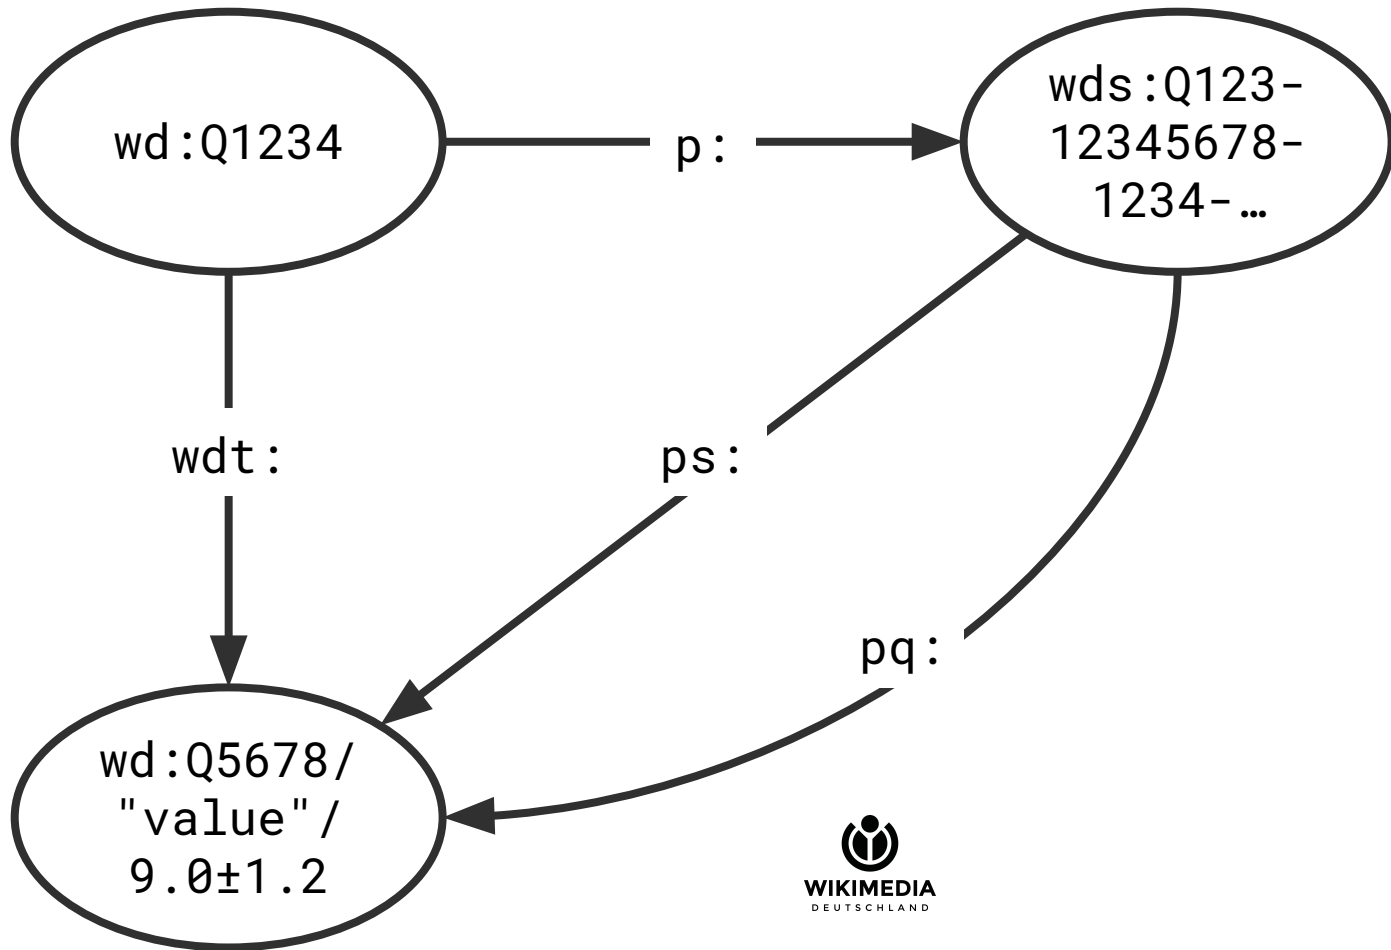 wd:Q1234
p:
wds:Q123-
12345678-
1234-…
wdt:
ps:
pq:
wd:Q5678/
"value"/
9.0±1.2
WIKIMEDIA
DEUTSCHLAND